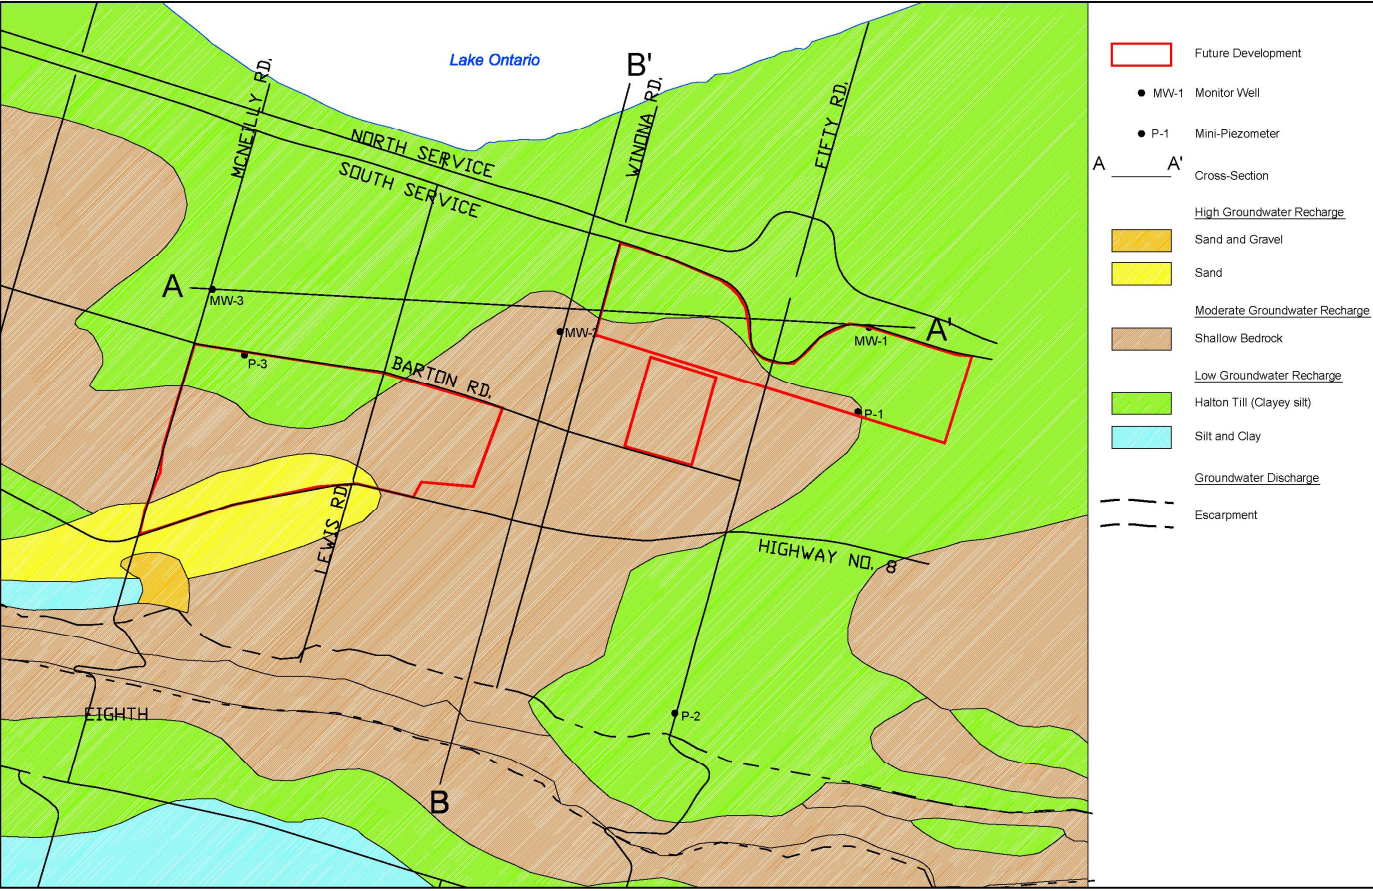 Lake Ontario
B'
MCNEILLY RD.
WINONA RD.
FIFTY RD.
NORTH SERVICE
SOUTH SERVICE
A
MW-3
A'
MW-2
MW-1
P-3
BARTON RD.
P-1
LEWIS RD.
HIGHWAY NO. 8
EIGHTH
P-2
B
Future Development
MW-1 Monitor Well
P-1 Mini-Piezometer
A A'
Cross-Section
High Groundwater Recharge
Sand and Gravel
Sand
Moderate Groundwater Recharge
Shallow Bedrock
Low Groundwater Recharge
Halton Till (Clayey silt)
Silt and Clay
Groundwater Discharge
Escarpment